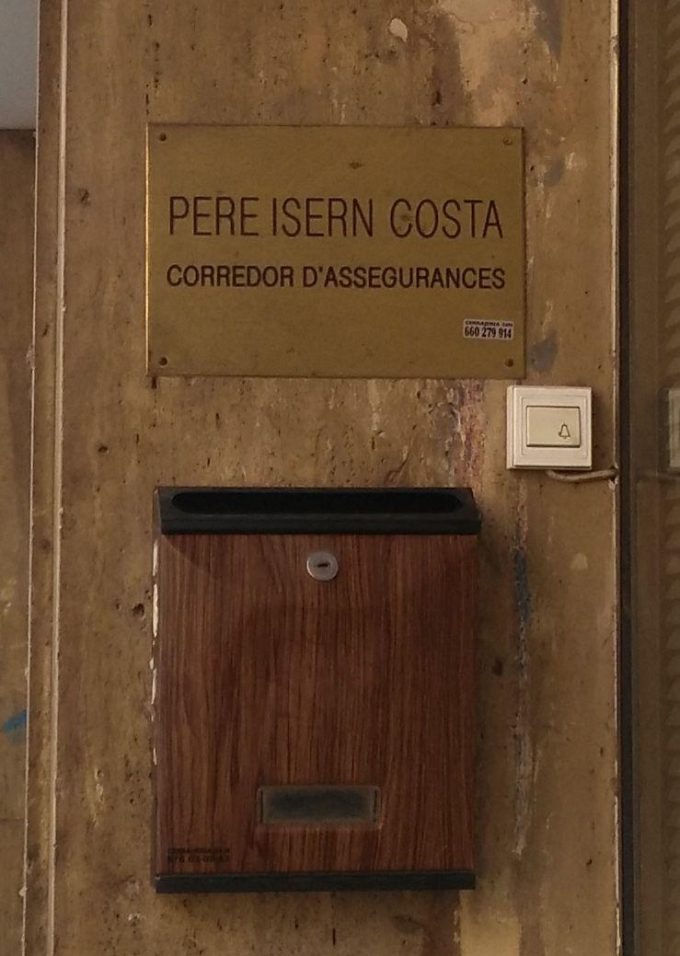 PERE ISERN COSTA
CORREDOR D'ASSEGURANCES
660 279 914